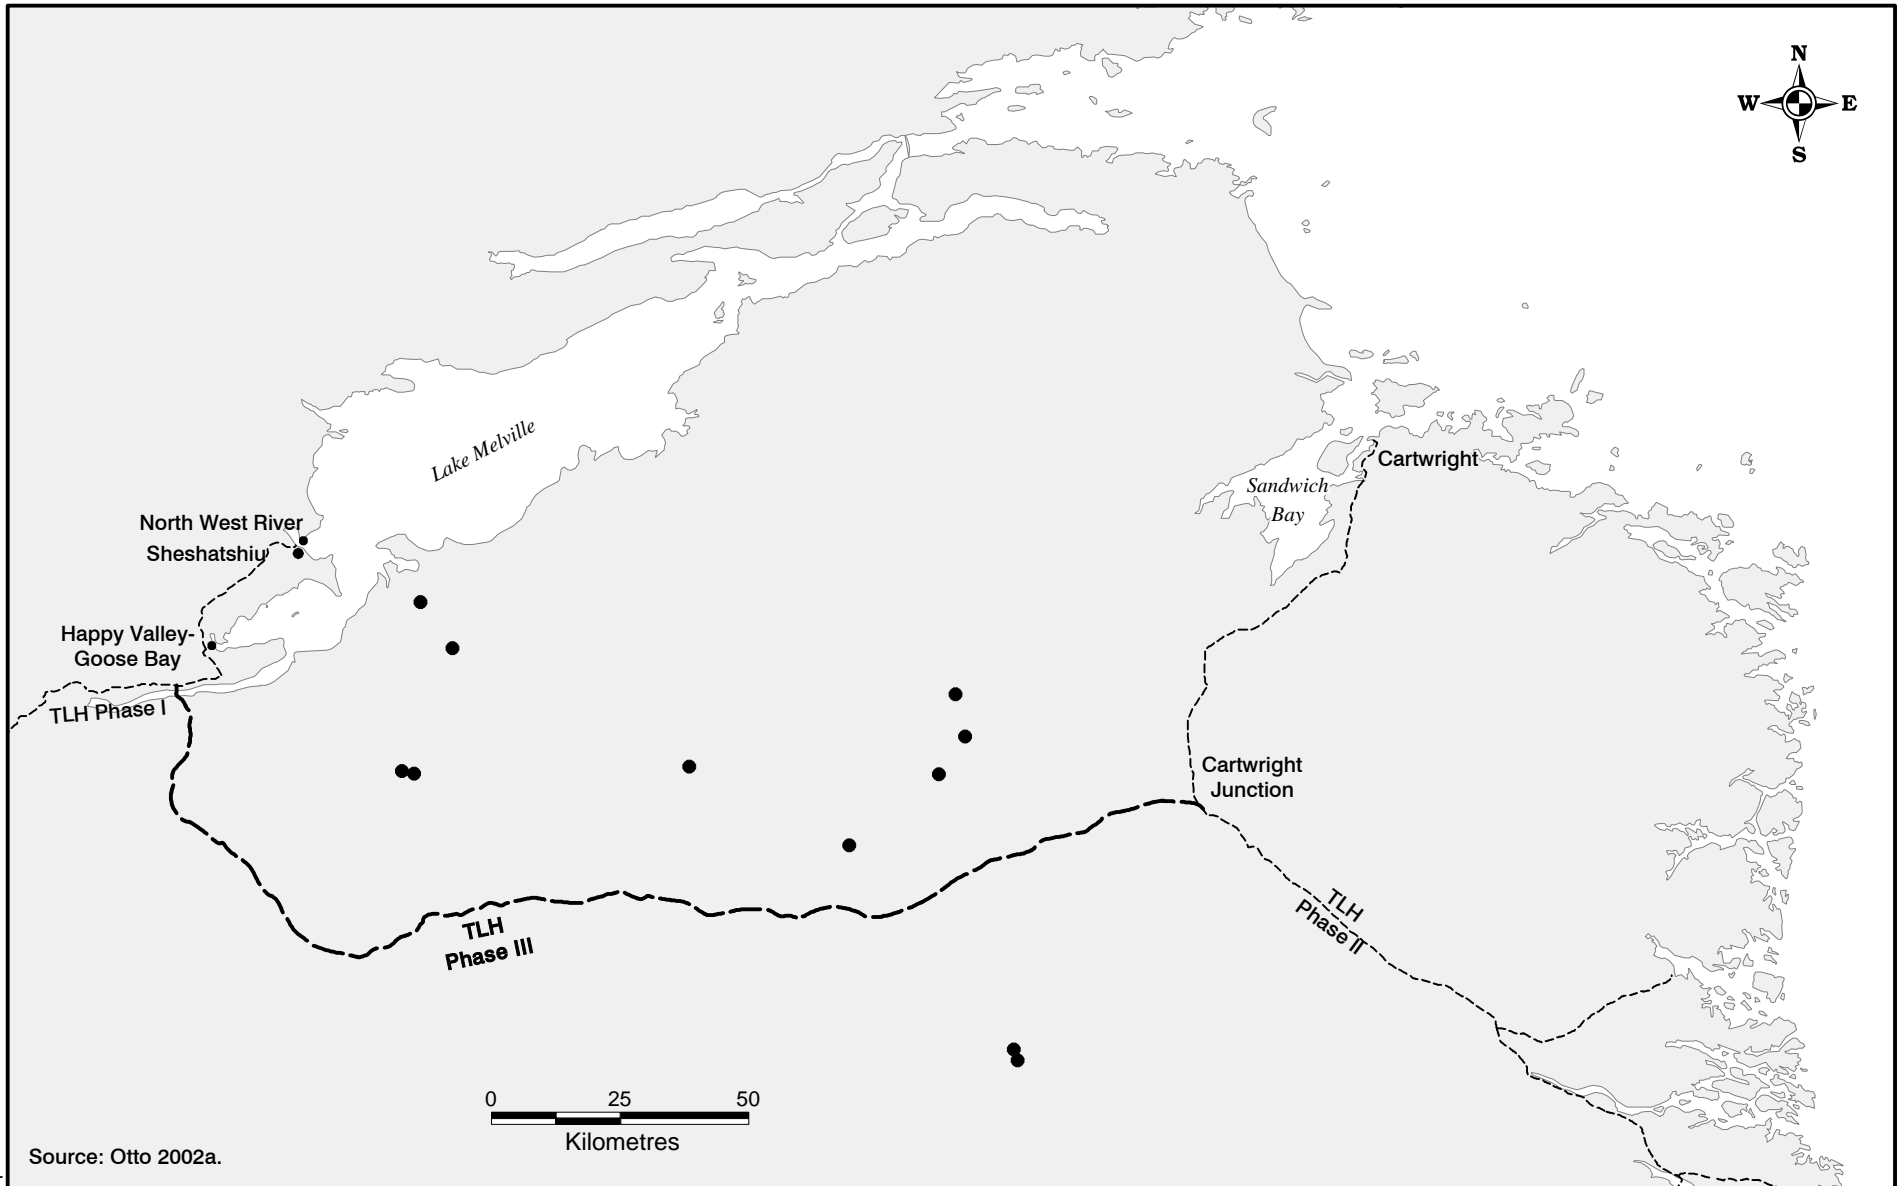 N
W E
S
Lake Melville
Cartwright
Sandwich
Bay
North West River
Sheshatshiu
Happy Valley-
Goose Bay
TLH Phase I
Cartwright
Junction
TLH
Phase II
TLH
Phase III
0 25 50
Kilometres
Source: Otto 2002a.